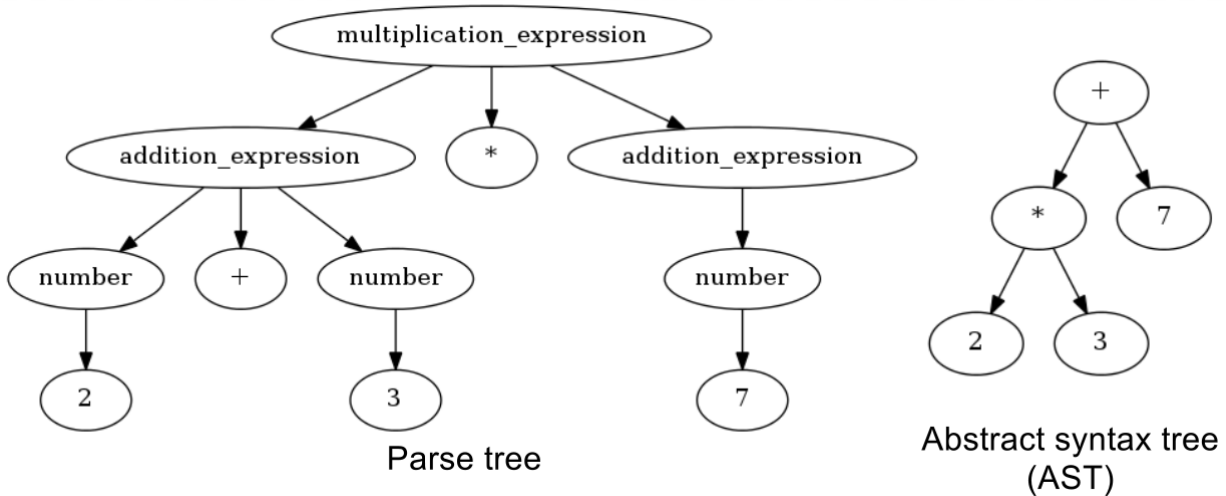 multiplication_expression
+
addition_expression
*
addition_expression
*
7
number
+
number
number
2
3
2
3
7
Abstract syntax tree
(AST)
Parse tree